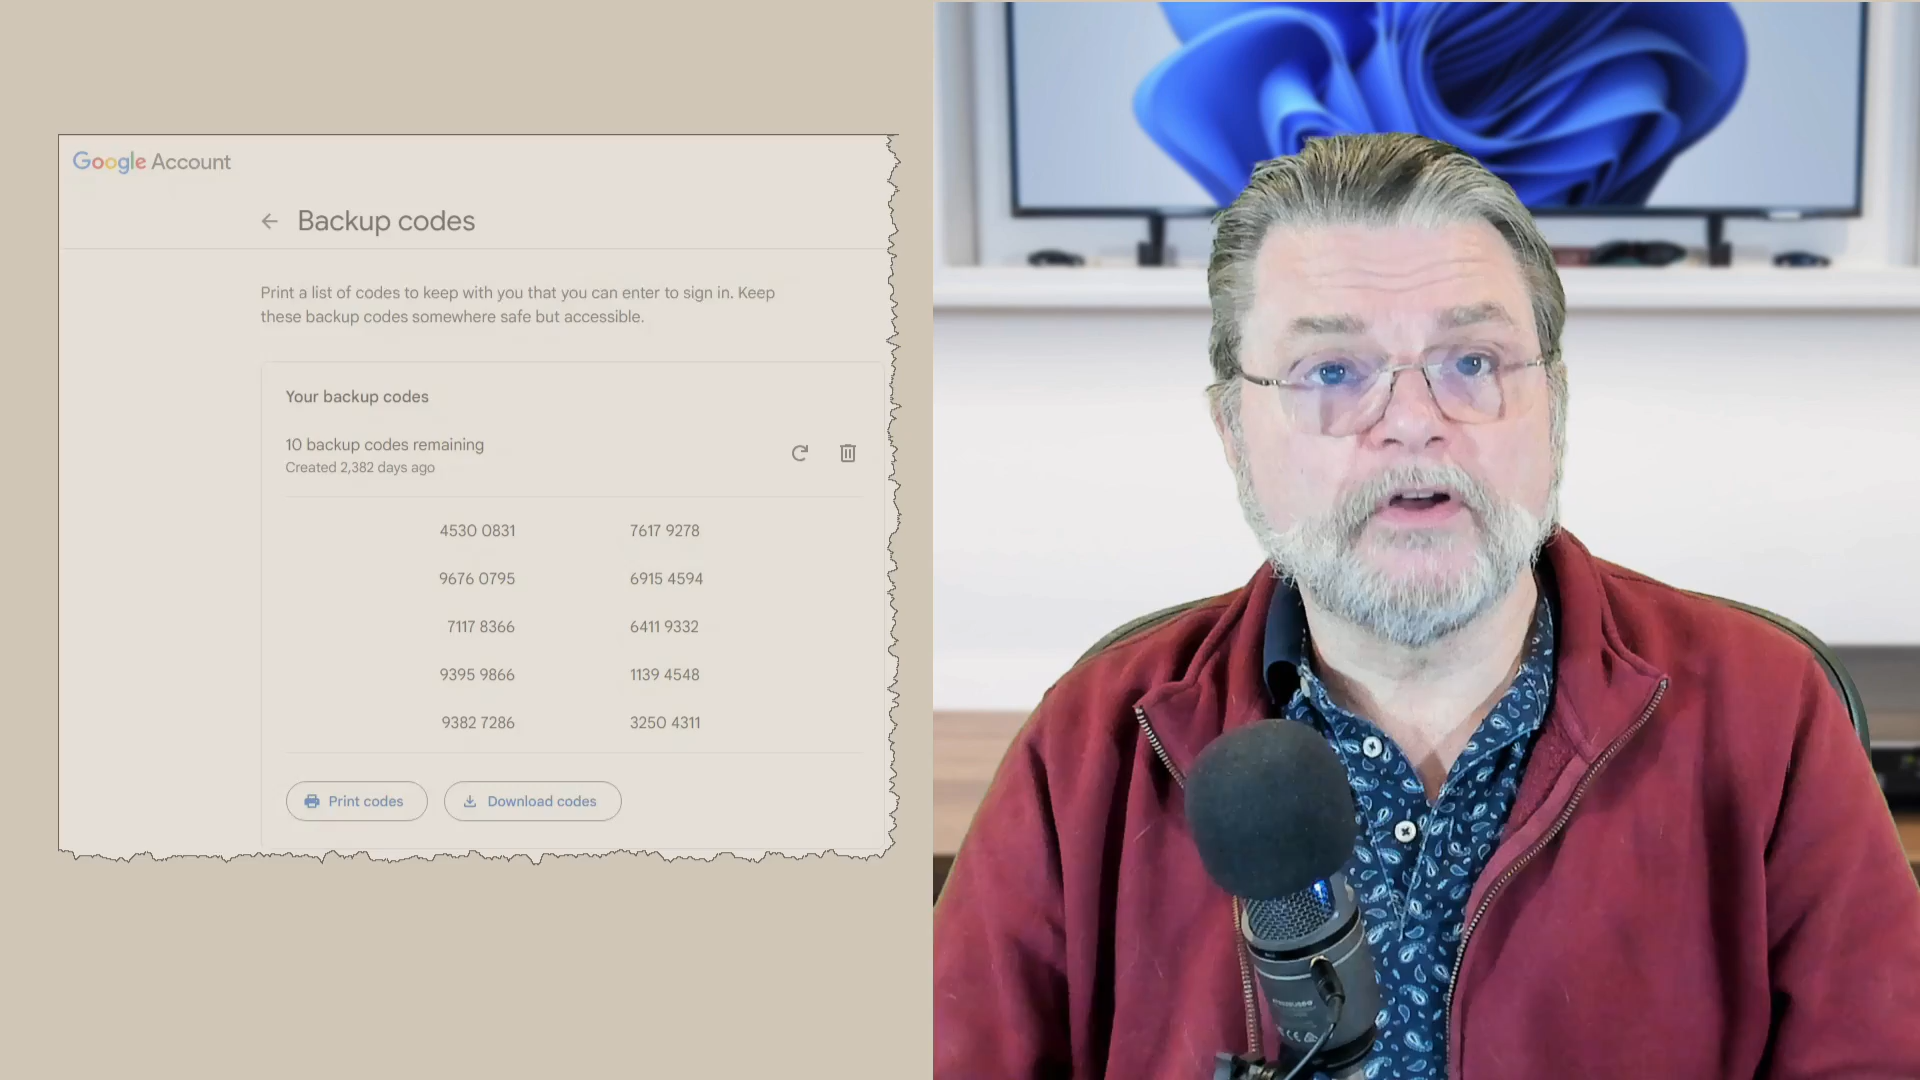 Google Account
Backup codes
Print a list of codes to keep with you that you can enter to sign in. Keep
these backup codes somewhere safe but accessible.
Your backup codes
10 backup codes remaining
Created 2,382 days ago
4530 0831 7617 9278
9676 0795 6915 4594
7117 8366 6411 9332
9395 9866 1139 4548
9382 7286 3250 4311
Print codes Download codes